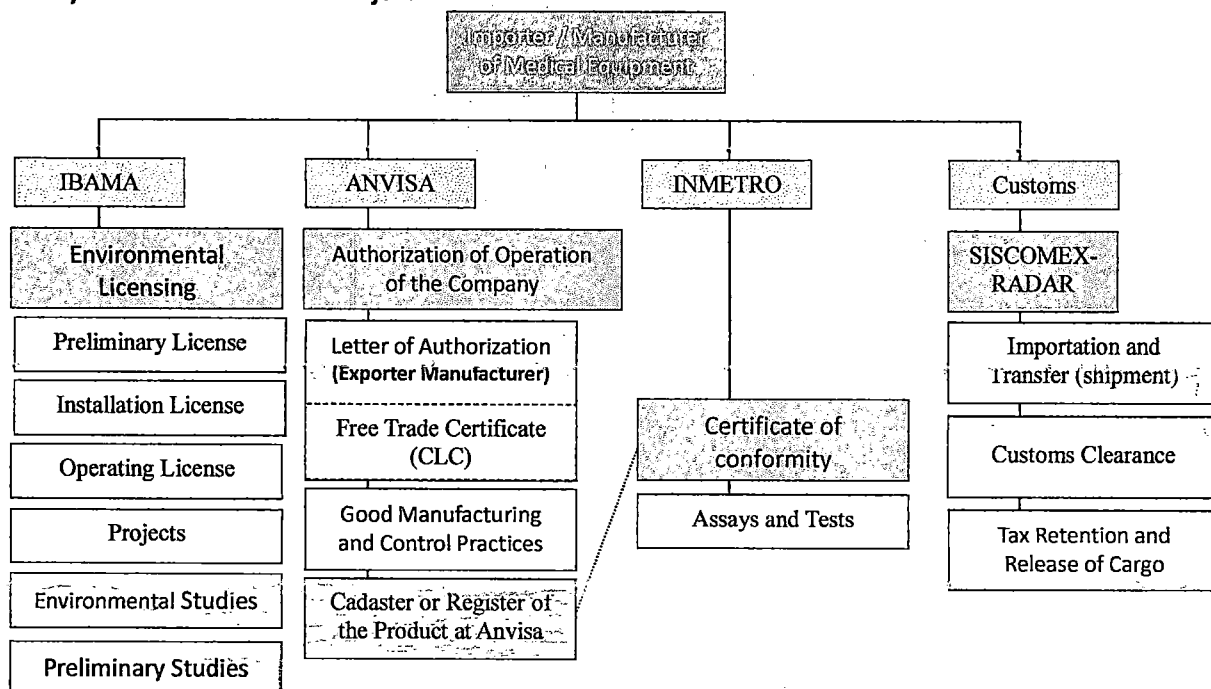 Importer / Manufacturer
of Medical Equipment
IBAMA
Environmental
Licensing
Preliminary License
Installation License
Operating License
Projects
Environmental Studies
Preliminary Studies
ANVISA
Authorization of Operation
of the Company
Letter of Authorization
(Exporter Manufacturer)
Free Trade Certificate
(CLC)
Good Manufacturing
and Control Practices
Cadaster or Register of
the Product at Anvisa
INMETRO
Certificate of
conformity
Assays and Tests
Customs
SISCOMEX-
RADAR
Importation and
Transfer (shipment)
Customs Clearance
Tax Retention and
Release of Cargo